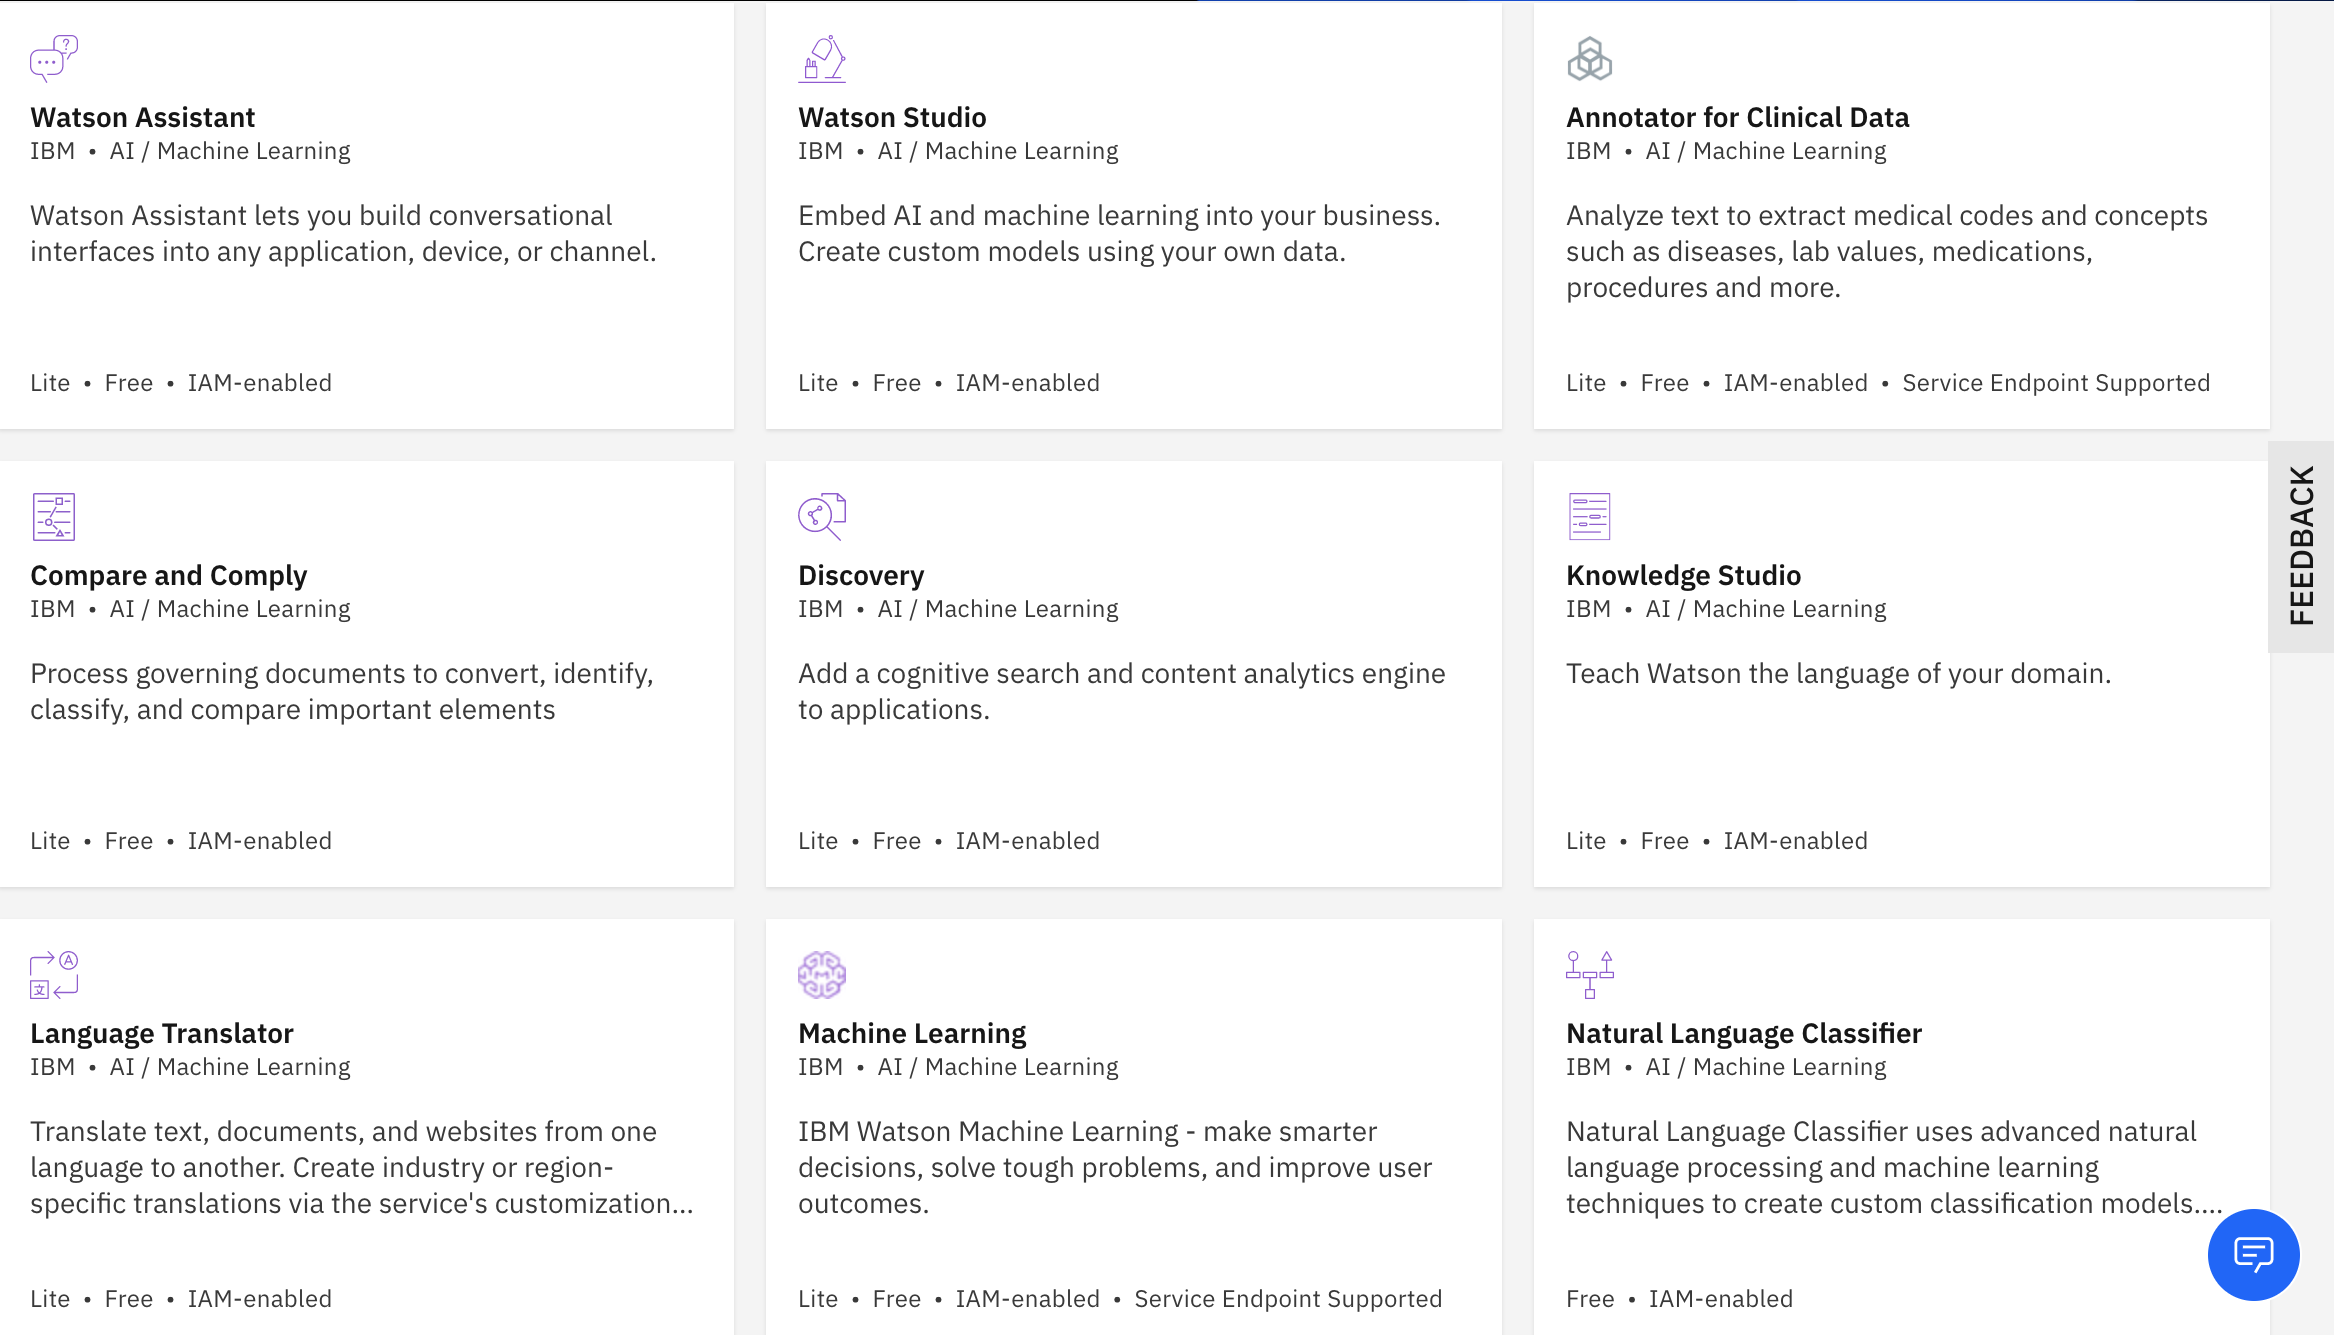 Watson Assistant
IBM • AI / Machine Learning
Watson Assistant lets you build conversational
interfaces into any application, device, or channel.
Lite • Free • IAM-enabled
Watson Studio
IBM • AI / Machine Learning
Embed AI and machine learning into your business.
Create custom models using your own data.
Lite • Free • IAM-enabled
Annotator for Clinical Data
IBM • AI / Machine Learning
Analyze text to extract medical codes and concepts
such as diseases, lab values, medications,
procedures and more.
Lite • Free • IAM-enabled • Service Endpoint Supported
Compare and Comply
IBM • AI / Machine Learning
Process governing documents to convert, identify,
classify, and compare important elements
Lite • Free • IAM-enabled
Discovery
IBM • AI / Machine Learning
Add a cognitive search and content analytics engine
to applications.
Lite • Free • IAM-enabled
Knowledge Studio
IBM • AI / Machine Learning
Teach Watson the language of your domain.
Lite • Free • IAM-enabled
FEEDBACK
Language Translator
IBM • AI / Machine Learning
Translate text, documents, and websites from one
language to another. Create industry or region-
specific translations via the service's customization...
Lite • Free • IAM-enabled
Machine Learning
IBM • AI / Machine Learning
IBM Watson Machine Learning - make smarter
decisions, solve tough problems, and improve user
outcomes.
Lite • Free • IAM-enabled • Service Endpoint Supported
Natural Language Classifier
IBM • AI / Machine Learning
Natural Language Classifier uses advanced natural
language processing and machine learning
techniques to create custom classification models....
Free • IAM-enabled